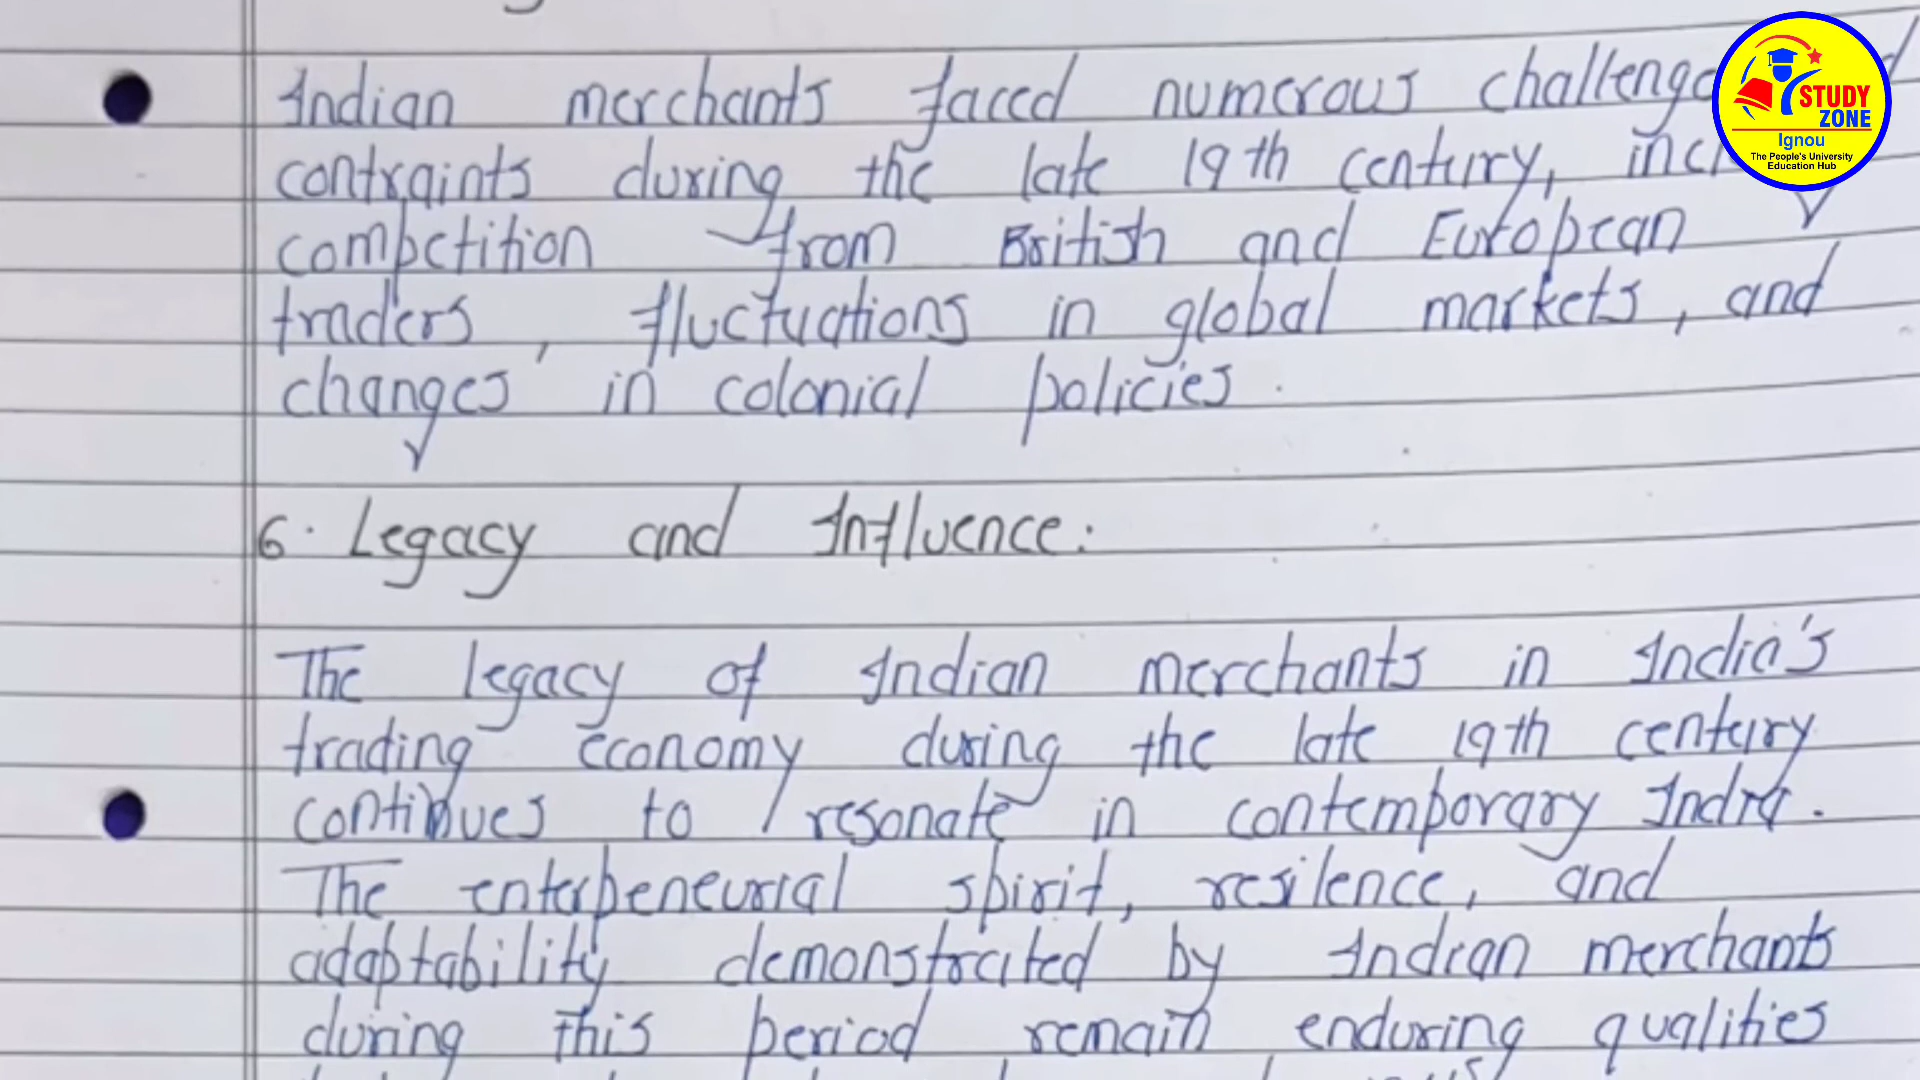 Indian merchants faced numerous challenge
contraints during the late 19th century,
competition from British and European
traders, fluctuations in global markets, and
changes in colonial policies.
6. Legacy and Influence:
The legacy of Indian merchants in India's
trading economy during the late 19th century
continues to resonate in contemporary India.
The enterpeneurial spirit, resilence, and
adaptability demonstrated by Indian merchants
during this period remain enduring qualities
STUDY
ZONE
Ignou
The People's University
Education Hub